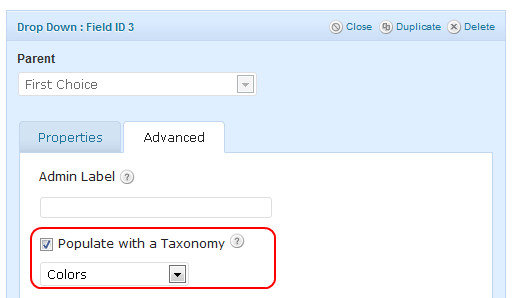 Drop Down : Field ID 3 Close Duplicate Delete
Parent
First Choice
Properties Advanced
Admin Label ?
Populate with a Taxonomy ?
Colors